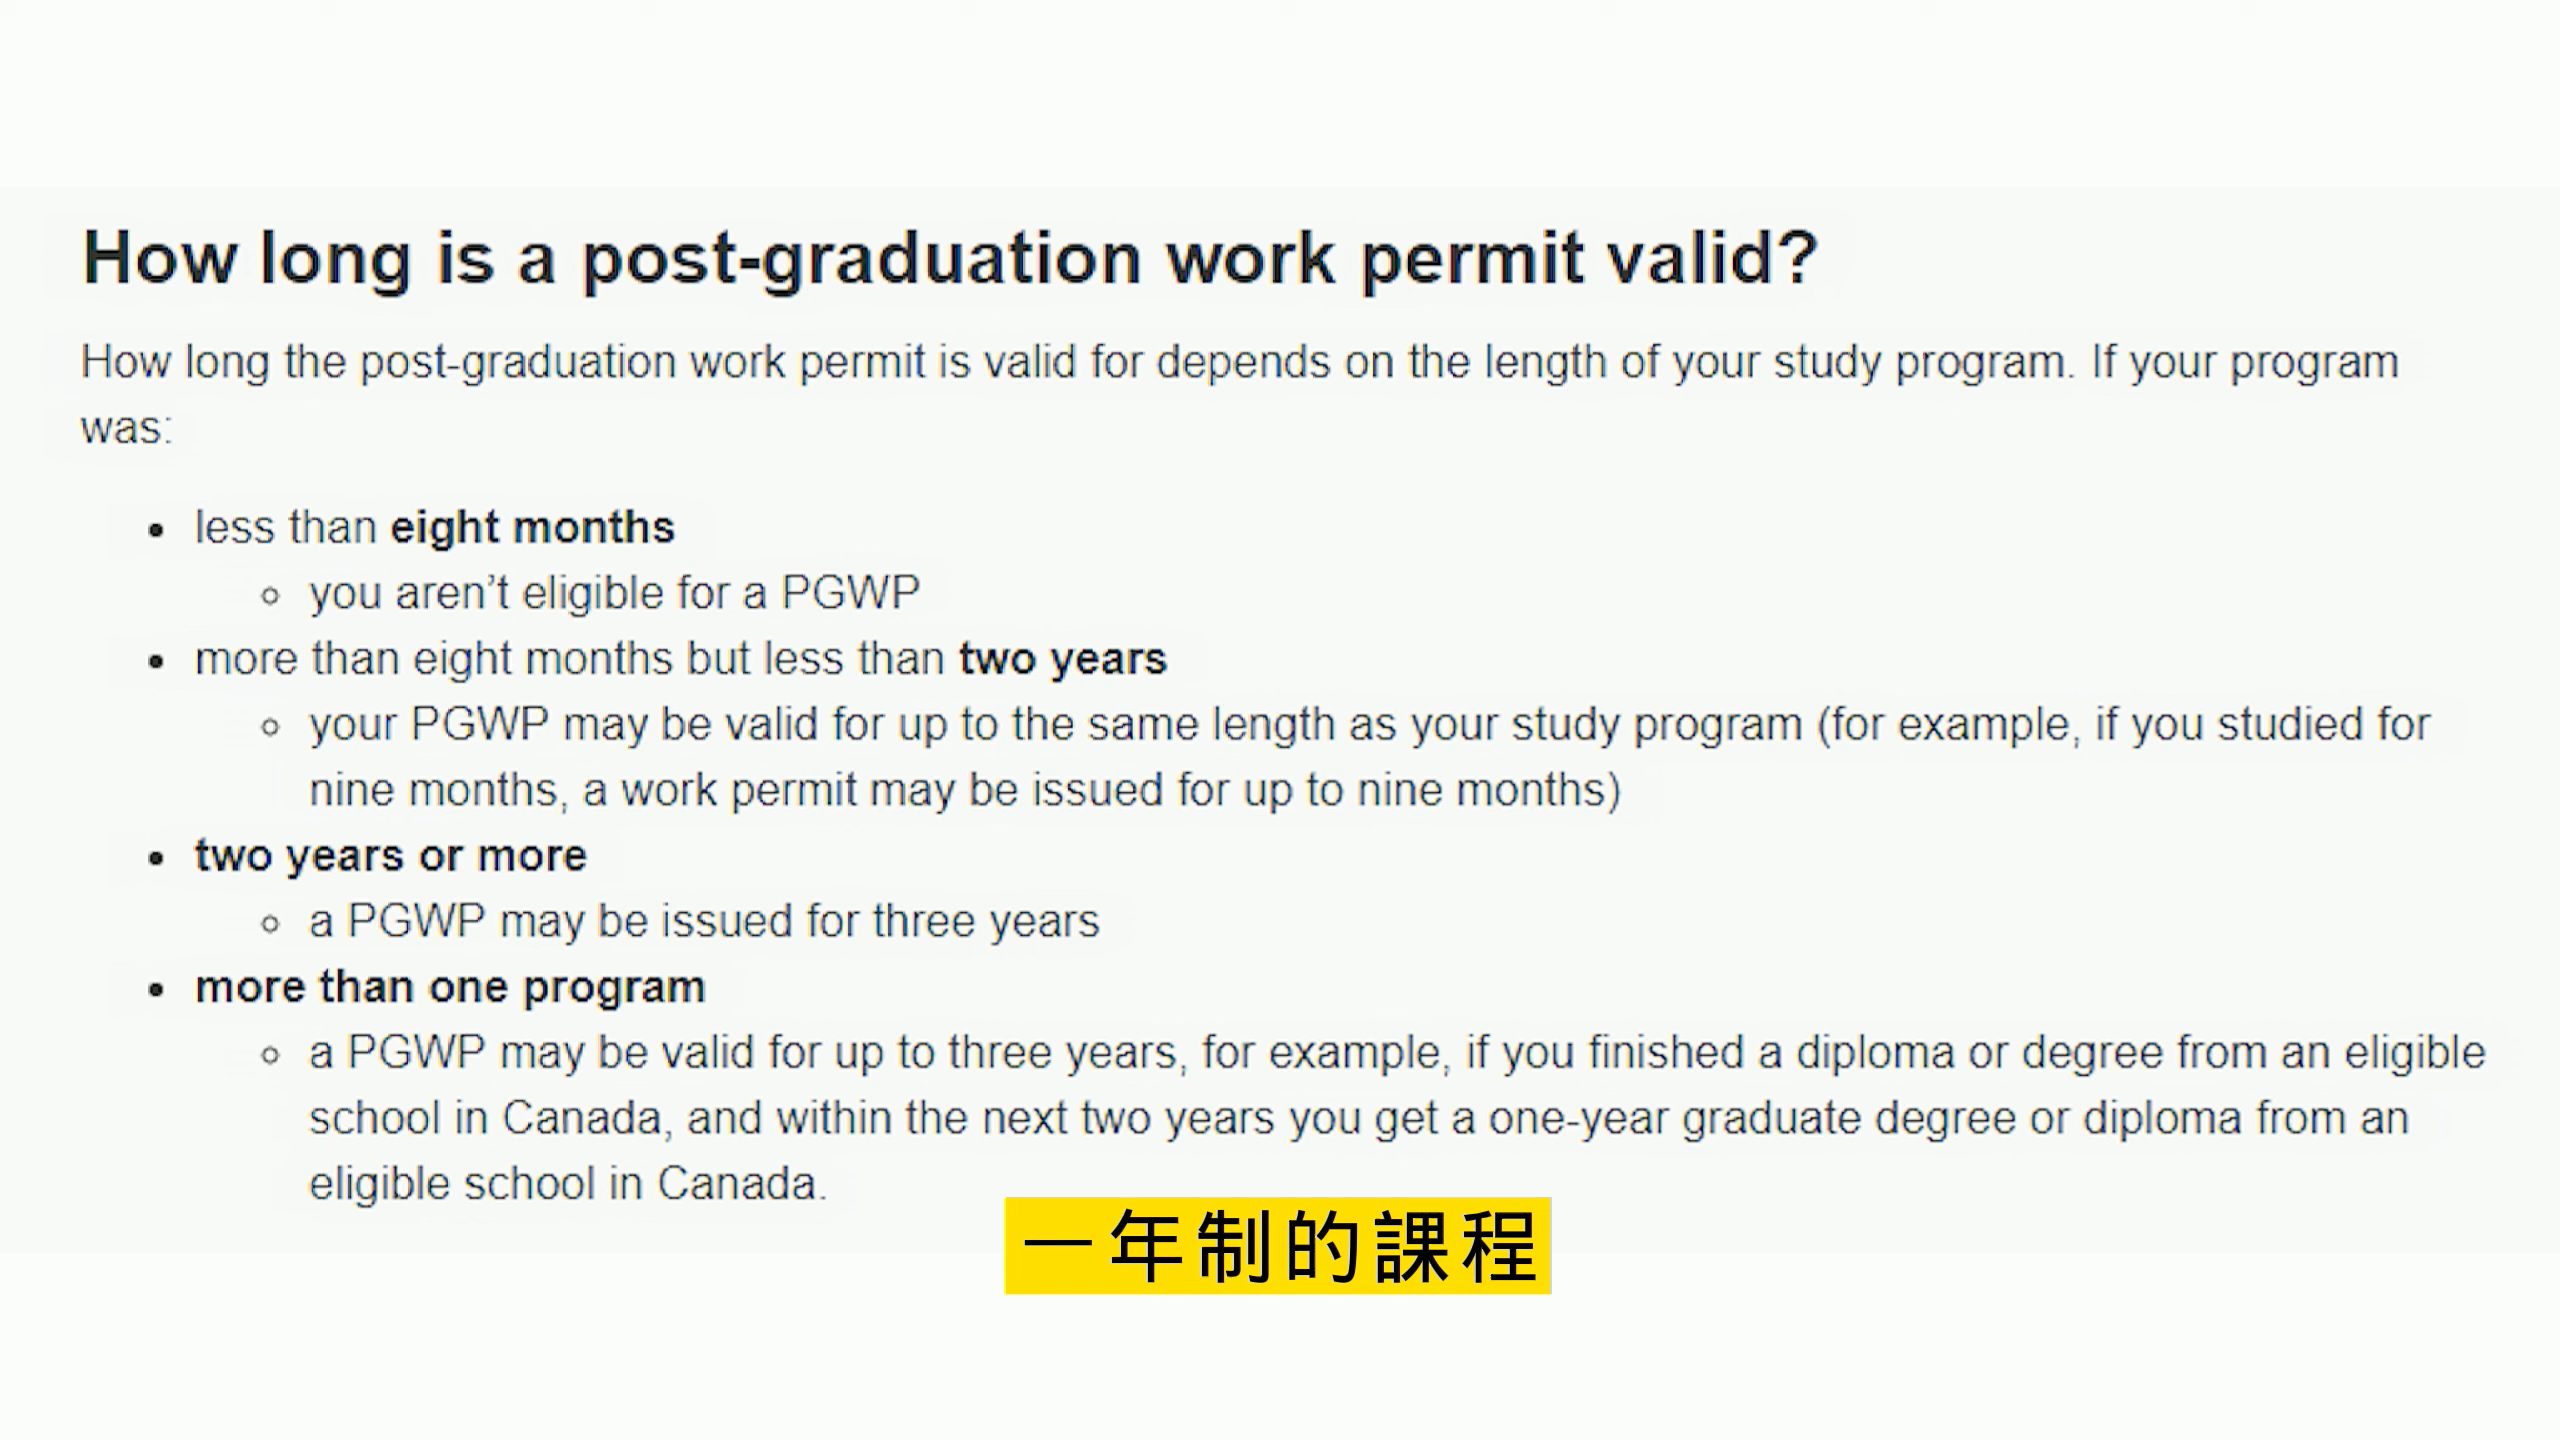 How long is a post-graduation work permit valid?
How long the post-graduation work permit is valid for depends on the length of your study program. If your program
was:
• less than eight months
◦ you aren’t eligible for a PGWP
• more than eight months but less than two years
◦ your PGWP may be valid for up to the same length as your study program (for example, if you studied for
nine months, a work permit may be issued for up to nine months)
• two years or more
◦ a PGWP may be issued for three years
• more than one program
◦ a PGWP may be valid for up to three years, for example, if you finished a diploma or degree from an eligible
school in Canada, and within the next two years you get a one-year graduate degree or diploma from an
eligible school in Canada.
一年制的課程